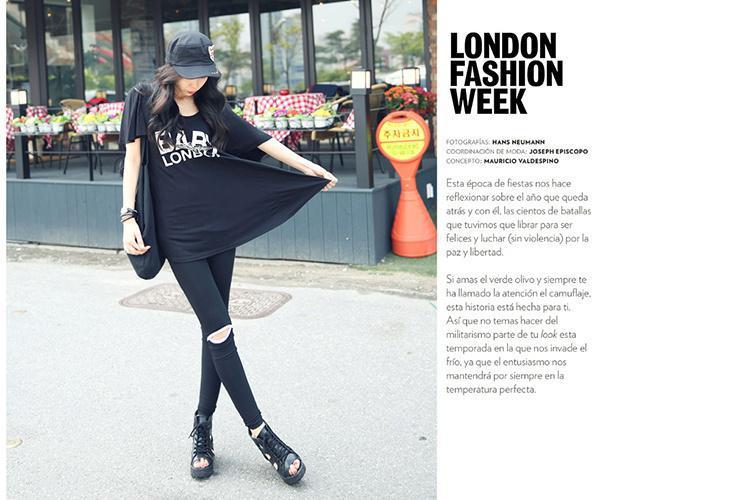 LONDON
FASHION
WEEK
FOTOGRAFÍAS: HANS NEUMANN
COORDINACIÓN DE MODA: JOSEPH EPISCOPO
CONCEPTO: MAURICIO VALDESPINO
Esta época de fiestas nos hace
reflexionar sobre el año que queda
atrás y con él, las cientos de batallas
que tuvimos que librar para ser
felices y luchar (sin violencia) por la
paz y libertad.
Si amas el verde olivo y siempre te
ha llamado la atención el camuflaje,
esta historia está hecha para ti.
Así que no temas hacer del
militarismo parte de tu look esta
temporada en la que nos invade el
frío, ya que el entusiasmo nos
mantendrá por siempre en la
temperatura perfecta.
LONDON
주차금지